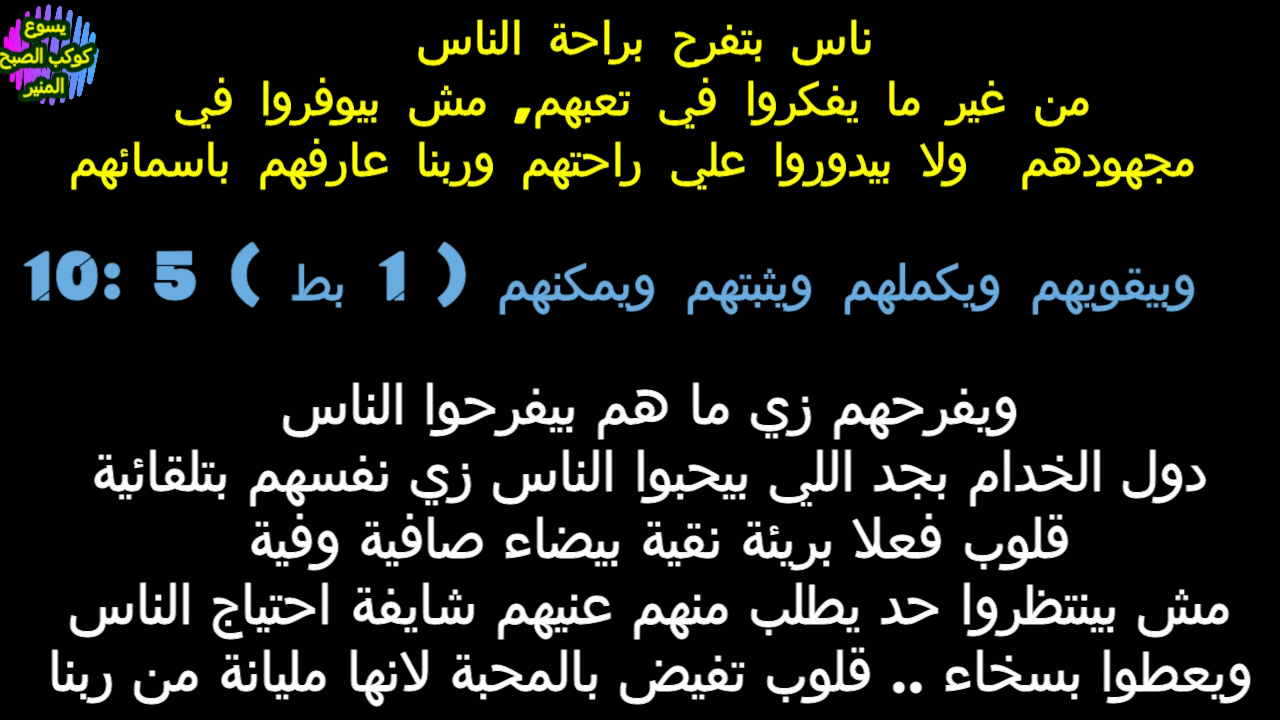 يسوع
كوكب الصبح
المنير
ناس بتفرح براحة الناس
من غير ما يفكروا في تعبهم, مش بيوفروا في
مجهودهم ولا بيدوروا علي راحتهم وربنا عارفهم باسمائهم
وبيقويهم ويكملهم ويثبتهم ويمكنهم ( 1 بط ) 5 :10
ويفرحهم زي ما هم بيفرحوا الناس
دول الخدام بجد اللي بيحبوا الناس زي نفسهم بتلقائية
قلوب فعلا بريئة نقية بيضاء صافية وفية
مش بينتظروا حد يطلب منهم عنيهم شايفة احتياج الناس
ويعطوا بسخاء .. قلوب تفيض بالمحبة لانها مليانة من ربنا